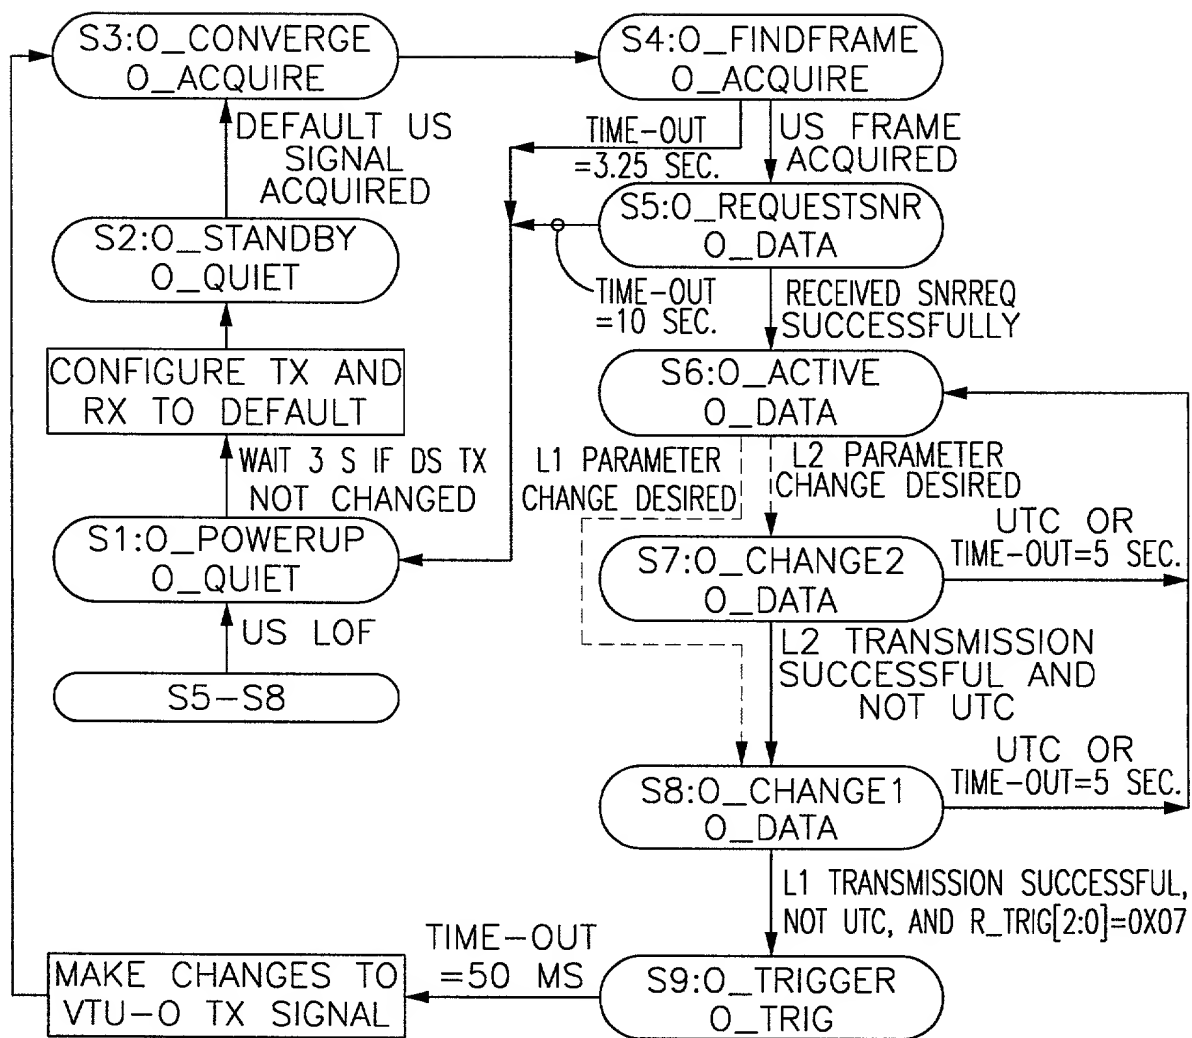 S3:O_CONVERGE
O_ACQUIRE
S4:O_FINDFRAME
O_ACQUIRE
DEFAULT US
SIGNAL
ACQUIRED
TIME-OUT
=3.25 SEC.
US FRAME
ACQUIRED
S2:O_STANDBY
O_QUIET
S5:O_REQUESTSNR
O_DATA
TIME-OUT
=10 SEC.
RECEIVED SNRREQ
SUCCESSFULLY
CONFIGURE TX AND
RX TO DEFAULT
S6:O_ACTIVE
O_DATA
WAIT 3 S IF DS TX
NOT CHANGED
L1 PARAMETER
CHANGE DESIRED
L2 PARAMETER
CHANGE DESIRED
S1:O_POWERUP
O_QUIET
S7:O_CHANGE2
O_DATA
UTC OR
TIME-OUT=5 SEC.
US LOF
S5-S8
L2 TRANSMISSION
SUCCESSFUL AND
NOT UTC
S8:O_CHANGE1
O_DATA
UTC OR
TIME-OUT=5 SEC.
L1 TRANSMISSION SUCCESSFUL,
NOT UTC, AND R_TRIG[2:0]=0X07
S9:O_TRIGGER
O_TRIG
TIME-OUT
=50 MS
MAKE CHANGES TO
VTU-O TX SIGNAL